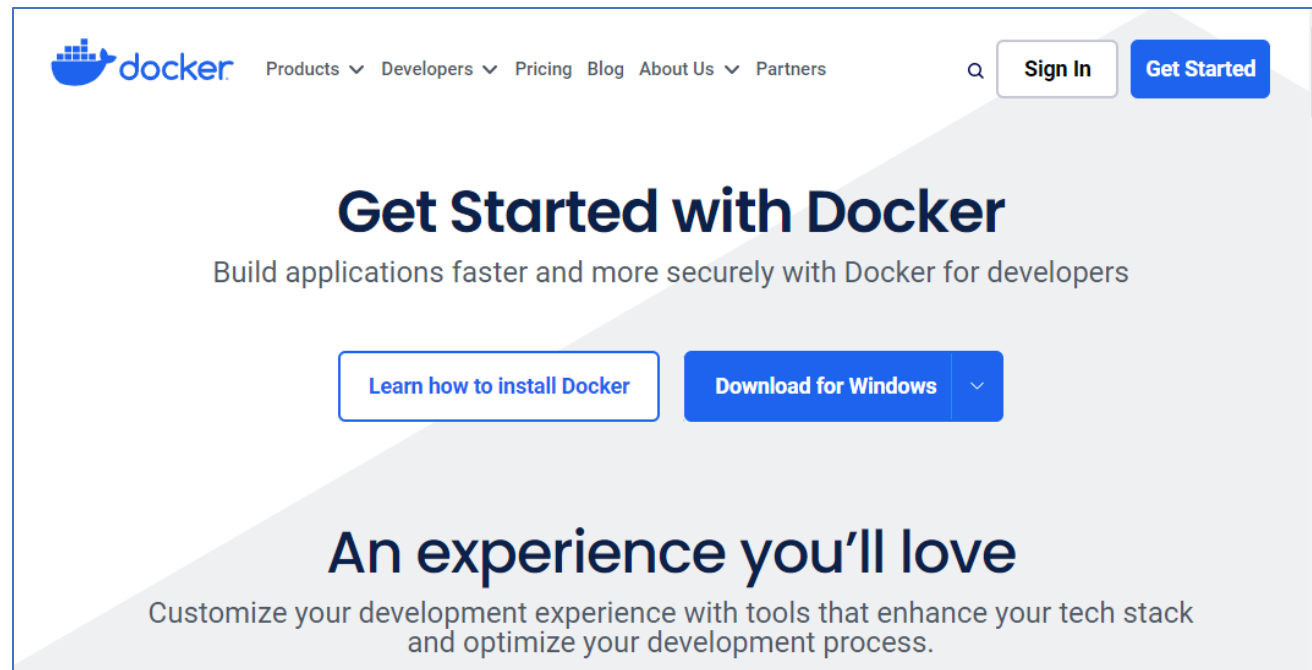 docker
Products Developers Pricing Blog About Us Partners Sign In Get Started
Get Started with Docker
Build applications faster and more securely with Docker for developers
Learn how to install Docker Download for Windows
An experience you'll love
Customize your development experience with tools that enhance your tech stack
and optimize your development process.